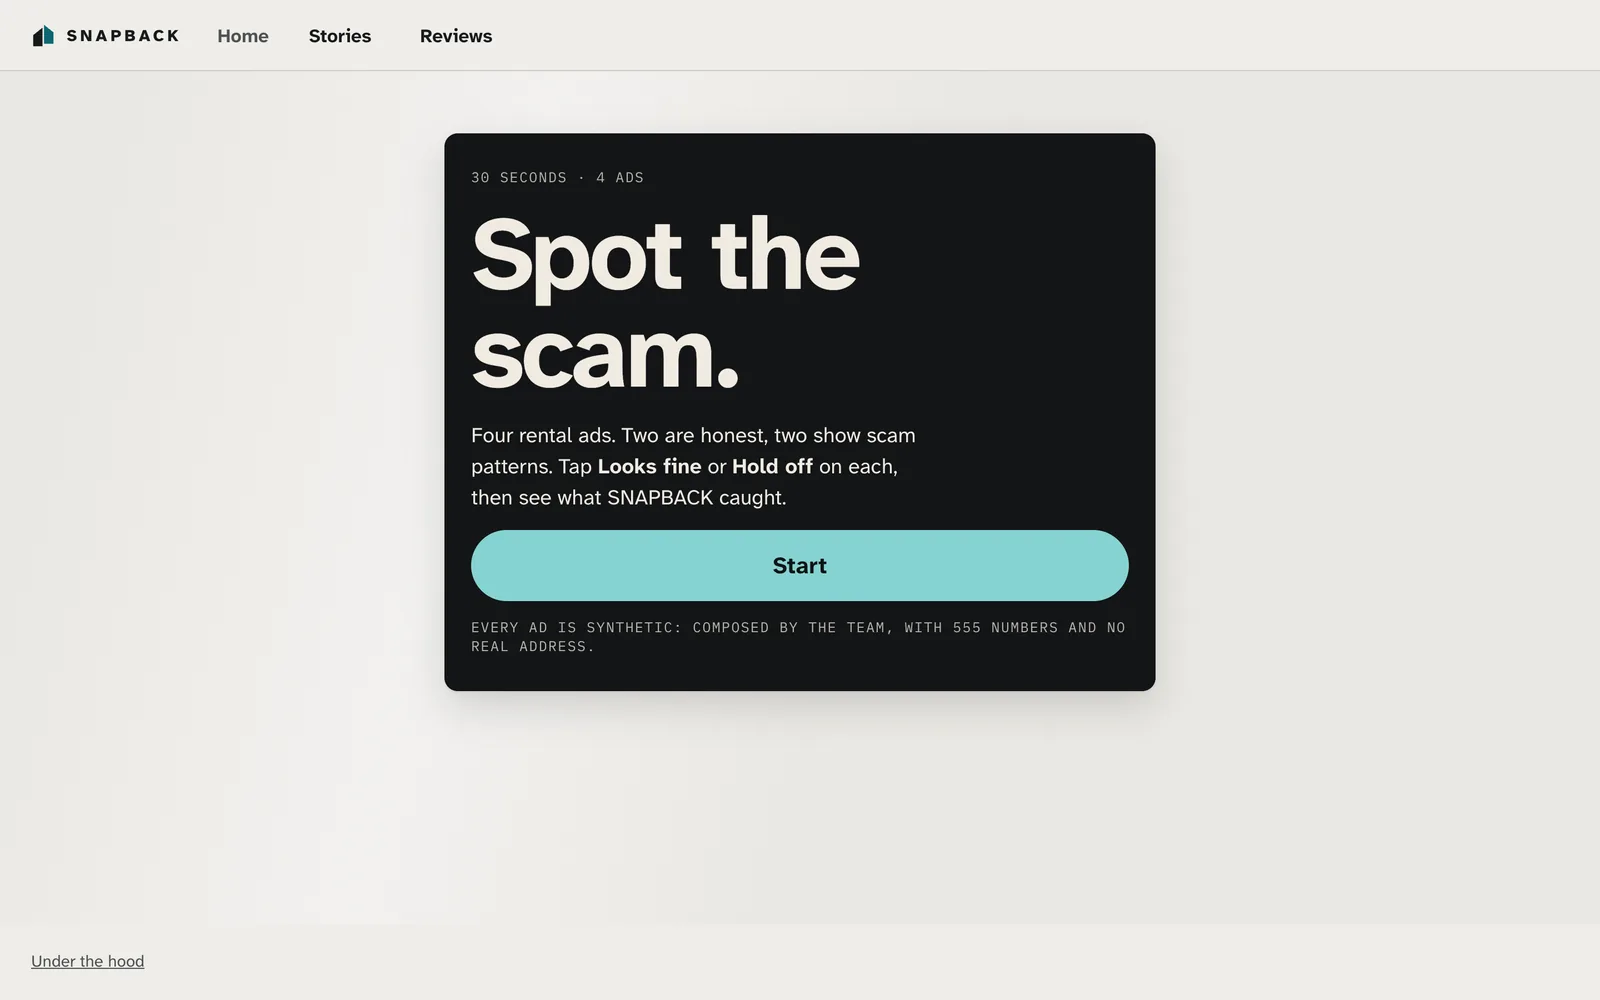 SNAPBACK Home Stories Reviews
30 SECONDS · 4 ADS
Spot the
scam.
Four rental ads. Two are honest, two show scam
patterns. Tap Looks fine or Hold off on each,
then see what SNAPBACK caught.
Start
EVERY AD IS SYNTHETIC: COMPOSED BY THE TEAM, WITH 555 NUMBERS AND NO
REAL ADDRESS.
Under the hood